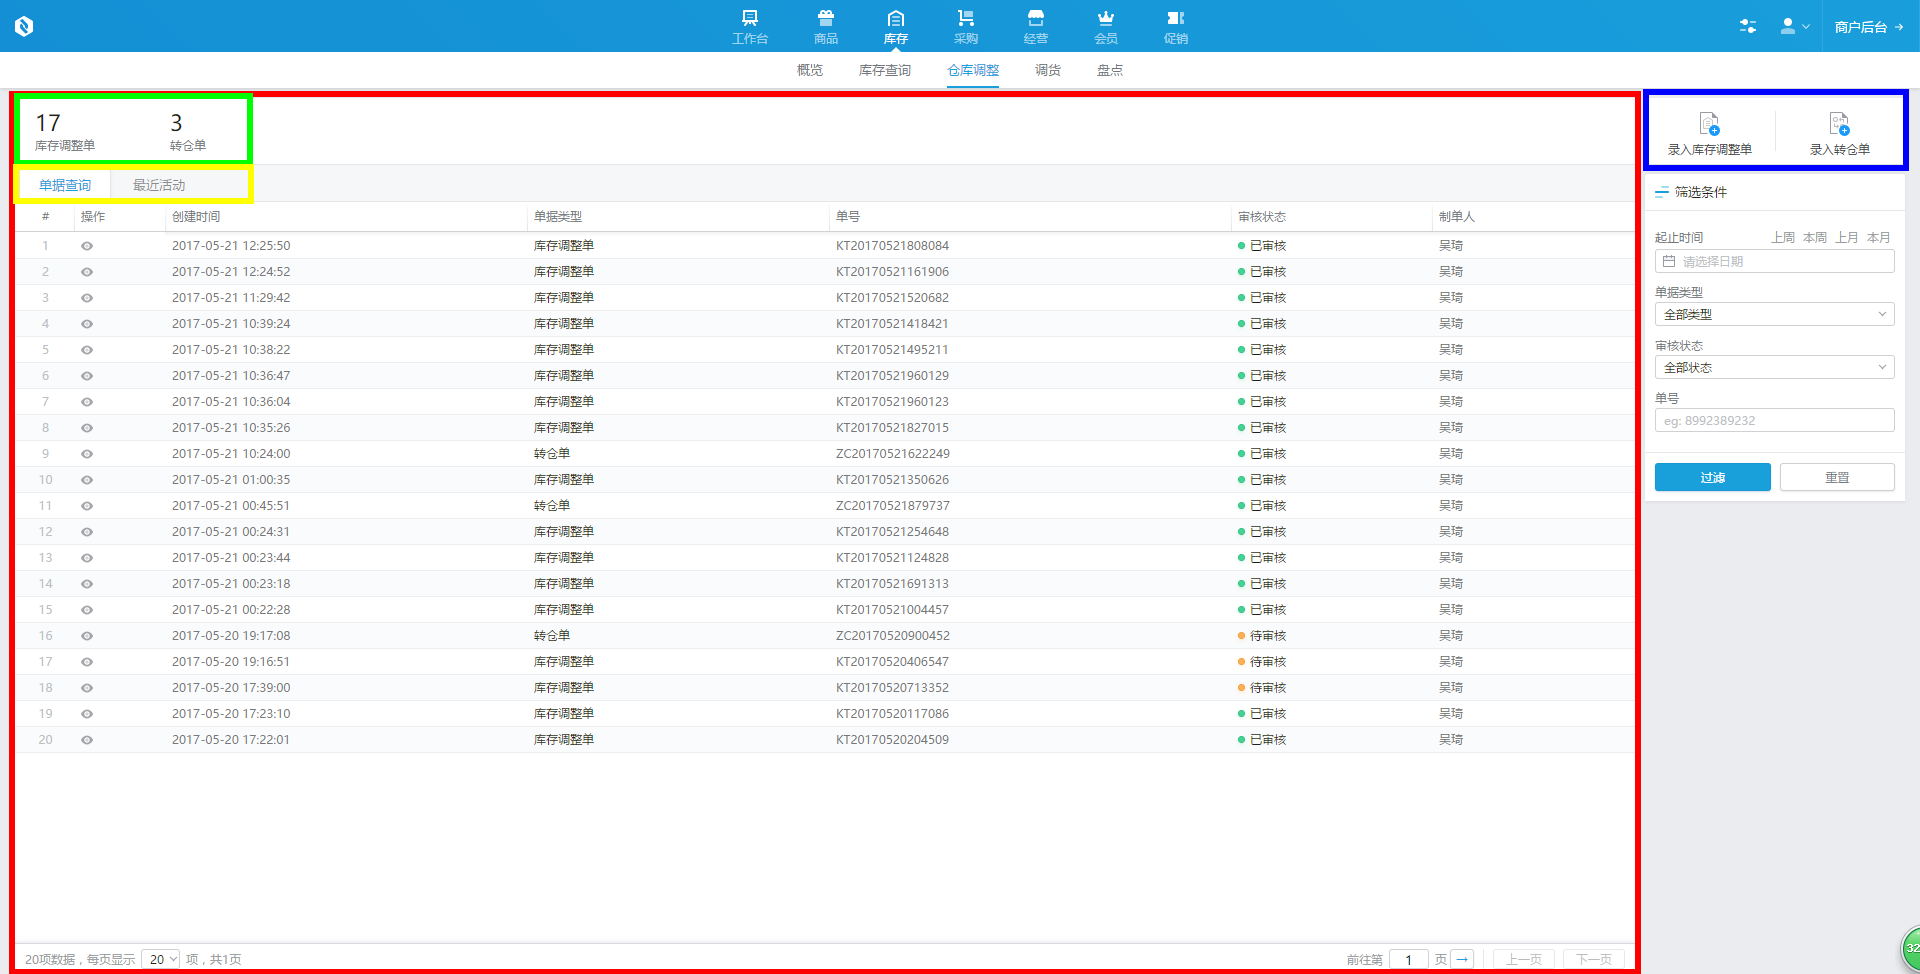 工作台 商品 库存 采购 经营 会员 促销 商户后台 →
概览 库存查询 仓库调整 调货 盘点
17 3
库存调整单 转仓单
录入库存调整单 录入转仓单
单据查询 最近活动
# 操作 创建时间 单据类型 单号 审核状态 制单人
1 2017-05-21 12:25:50 库存调整单 KT20170521808084 已审核 吴琦
2 2017-05-21 12:24:52 库存调整单 KT20170521161906 已审核 吴琦
3 2017-05-21 11:29:42 库存调整单 KT20170521520682 已审核 吴琦
4 2017-05-21 10:39:24 库存调整单 KT20170521418421 已审核 吴琦
5 2017-05-21 10:38:22 库存调整单 KT20170521495211 已审核 吴琦
6 2017-05-21 10:36:47 库存调整单 KT20170521960129 已审核 吴琦
7 2017-05-21 10:36:04 库存调整单 KT20170521960123 已审核 吴琦
8 2017-05-21 10:35:26 库存调整单 KT20170521827015 已审核 吴琦
9 2017-05-21 10:24:00 转仓单 ZC20170521622249 已审核 吴琦
10 2017-05-21 01:00:35 库存调整单 KT20170521350626 已审核 吴琦
11 2017-05-21 00:45:51 转仓单 ZC20170521879737 已审核 吴琦
12 2017-05-21 00:24:31 库存调整单 KT20170521254648 已审核 吴琦
13 2017-05-21 00:23:44 库存调整单 KT20170521124828 已审核 吴琦
14 2017-05-21 00:23:18 库存调整单 KT20170521691313 已审核 吴琦
15 2017-05-21 00:22:28 库存调整单 KT20170521004457 已审核 吴琦
16 2017-05-20 19:17:08 转仓单 ZC20170520900452 待审核 吴琦
17 2017-05-20 19:16:51 库存调整单 KT20170520406547 待审核 吴琦
18 2017-05-20 17:39:00 库存调整单 KT20170520713352 待审核 吴琦
19 2017-05-20 17:23:10 库存调整单 KT20170520117086 已审核 吴琦
20 2017-05-20 17:22:01 库存调整单 KT20170520204509 已审核 吴琦
筛选条件
起止时间 上周 本周 上月 本月
请选择日期
单据类型
全部类型
审核状态
全部状态
单号
eg: 8992389232
过滤 重置
20项数据，每页显示 20 项，共1页 前往第 1 页 → 上一页 下一页
32